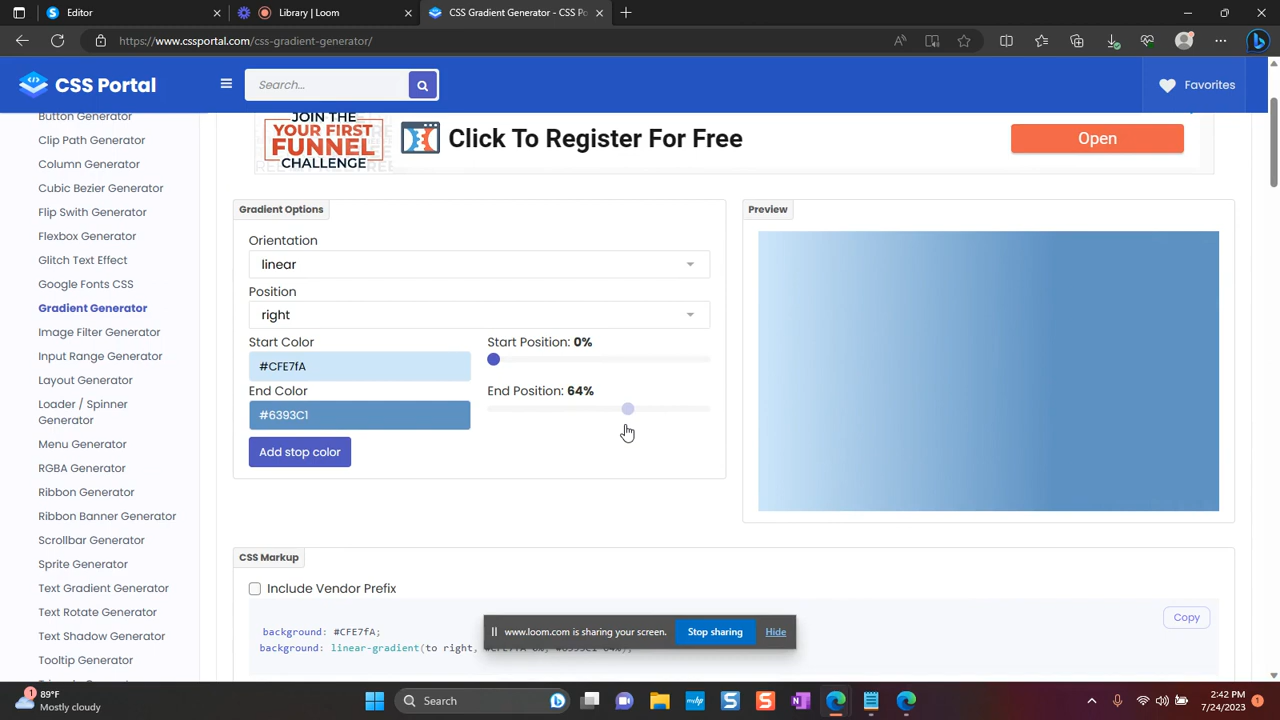 Editor
Library | Loom
CSS Gradient Generator - CSS Po
https://www.cssportal.com/css-gradient-generator/
CSS Portal
Search...
Favorites
Button Generator
Clip Path Generator
Column Generator
Cubic Bezier Generator
Flip Swith Generator
Flexbox Generator
Glitch Text Effect
Google Fonts CSS
Gradient Generator
Image Filter Generator
Input Range Generator
Layout Generator
Loader / Spinner
Generator
Menu Generator
RGBA Generator
Ribbon Generator
Ribbon Banner Generator
Scrollbar Generator
Sprite Generator
Text Gradient Generator
Text Rotate Generator
Text Shadow Generator
Tooltip Generator
JOIN THE
YOUR FIRST
FUNNEL
CHALLENGE
Click To Register For Free
Open
Gradient Options
Orientation
linear
Position
right
Start Color
#CFE7fA
Start Position: 0%
End Color
#6393C1
End Position: 64%
Add stop color
Preview
CSS Markup
Include Vendor Prefix
Copy
background: #CFE7fA;
background: linear-gradient(to right, #CFE7fA 0%, #6393C1 64%);
www.loom.com is sharing your screen.
Stop sharing
Hide
1
89°F
Mostly cloudy
Search
2:42 PM
7/24/2023
1